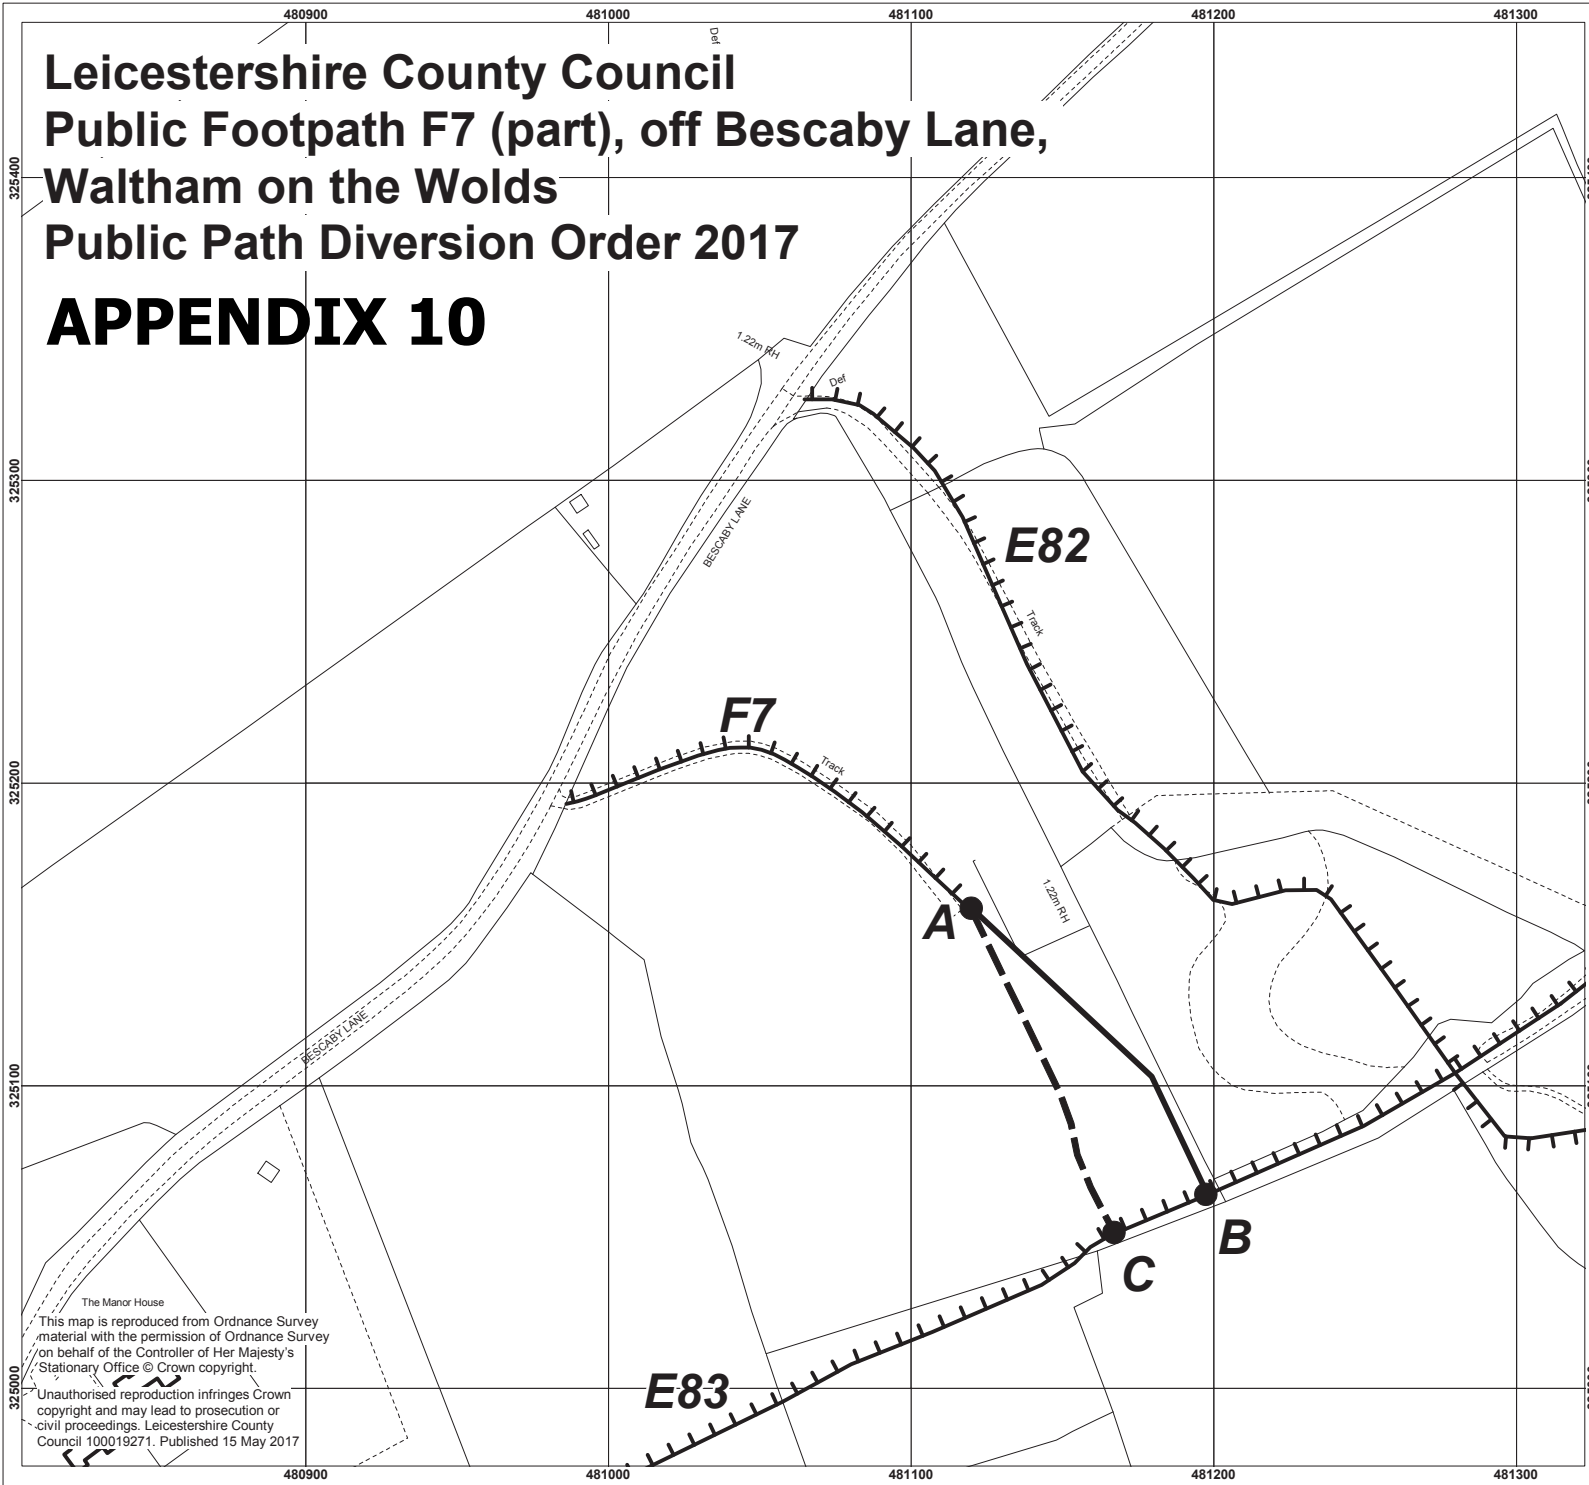 480900
481000
481100
481200
481300
Def
Leicestershire County Council
Public Footpath F7 (part), off Bescaby Lane,
Waltham on the Wolds
Public Path Diversion Order 2017
APPENDIX 10
325400
1.22m RH
Def
325300
BESCABY LANE
E82
Track
F7
Track
325200
1.22m RH
A
BESCABY LANE
325100
B
C
The Manor House
This map is reproduced from Ordnance Survey
material with the permission of Ordnance Survey
on behalf of the Controller of Her Majesty's
Stationary Office © Crown copyright.
325000
Unauthorised reproduction infringes Crown
copyright and may lead to prosecution or
civil proceedings. Leicestershire County
Council 100019271. Published 15 May 2017
E83
480900
481000
481100
481200
481300